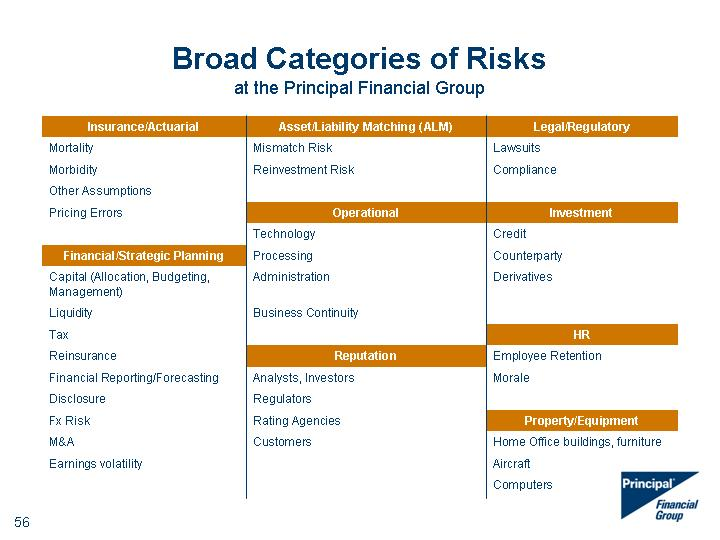 Broad Categories of Risks
at the Principal Financial Group
Insurance/Actuarial
Mortality
Morbidity
Other Assumptions
Pricing Errors
Financial/Strategic Planning
Capital (Allocation, Budgeting,
Management)
Liquidity
Tax
Reinsurance
Financial Reporting/Forecasting
Disclosure
Fx Risk
M&A
Earnings volatility
Asset/Liability Matching (ALM)
Mismatch Risk
Reinvestment Risk
Operational
Technology
Processing
Administration
Business Continuity
Reputation
Analysts, Investors
Regulators
Rating Agencies
Customers
Legal/Regulatory
Lawsuits
Compliance
Investment
Credit
Counterparty
Derivatives
HR
Employee Retention
Morale
Property/Equipment
Home Office buildings, furniture
Aircraft
Computers
Principal
Financial
Group
56